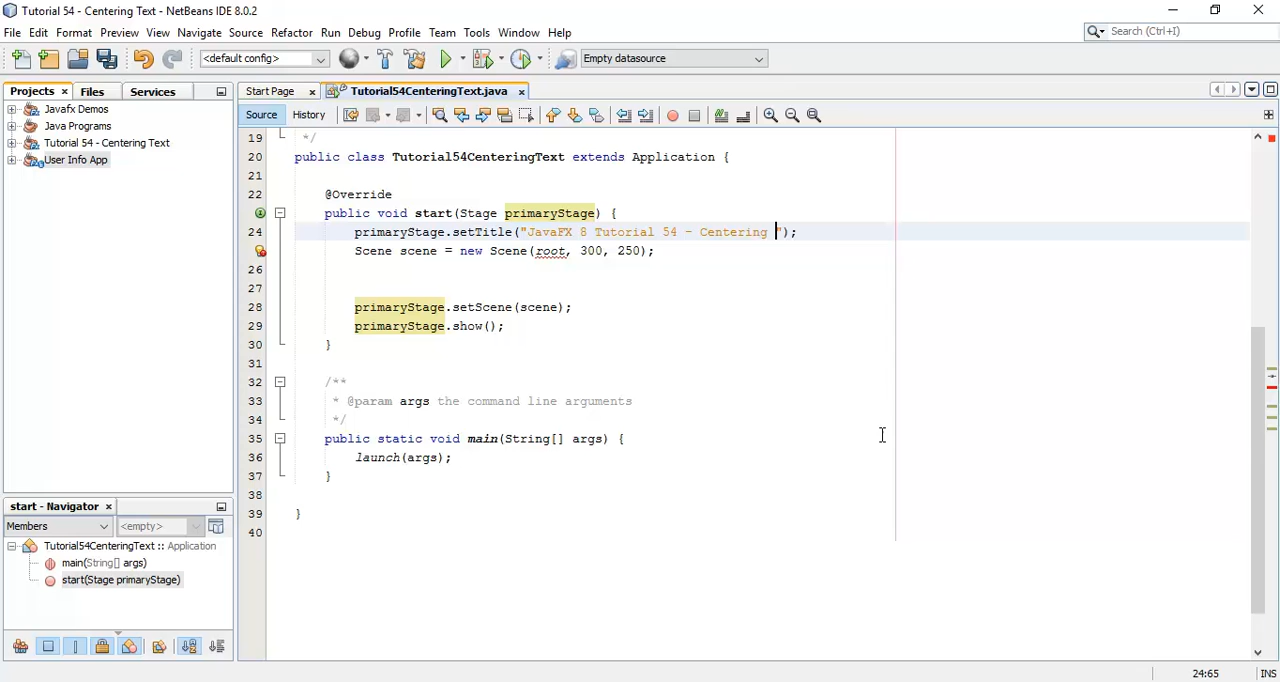 Tutorial 54 - Centering Text - NetBeans IDE 8.0.2
File Edit Format Preview View Navigate Source Refactor Run Debug Profile Team Tools Window Help
Search (Ctrl+I)
<default config>
Empty datasource
Projects Files Services
Start Page Tutorial54CenteringText.java
Source History
Javafx Demos
Java Programs
Tutorial 54 - Centering Text
User Info App
19 */
20 public class Tutorial54CenteringText extends Application {
21
22 @Override
23 public void start(Stage primaryStage) {
24 primaryStage.setTitle("JavaFX 8 Tutorial 54 - Centering ");
Scene scene = new Scene(root, 300, 250);
26
27
28 primaryStage.setScene(scene);
29 primaryStage.show();
30 }
31
32 /**
33 * @param args the command line arguments
34 */
35 public static void main(String[] args) {
36 launch(args);
37 }
38
39 }
40
start - Navigator
Members <empty>
Tutorial54CenteringText :: Application
main(String[] args)
start(Stage primaryStage)
24:65 INS